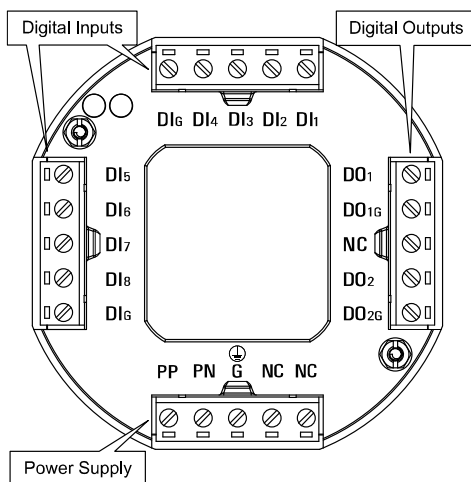 Digital Inputs
Digital Outputs
DIG DI4 DI3 DI2 DI1
DI5
DI6
DI7
DI8
DIG
DO1
DO1G
NC
DO2
DO2G
PP PN G NC NC
Power Supply